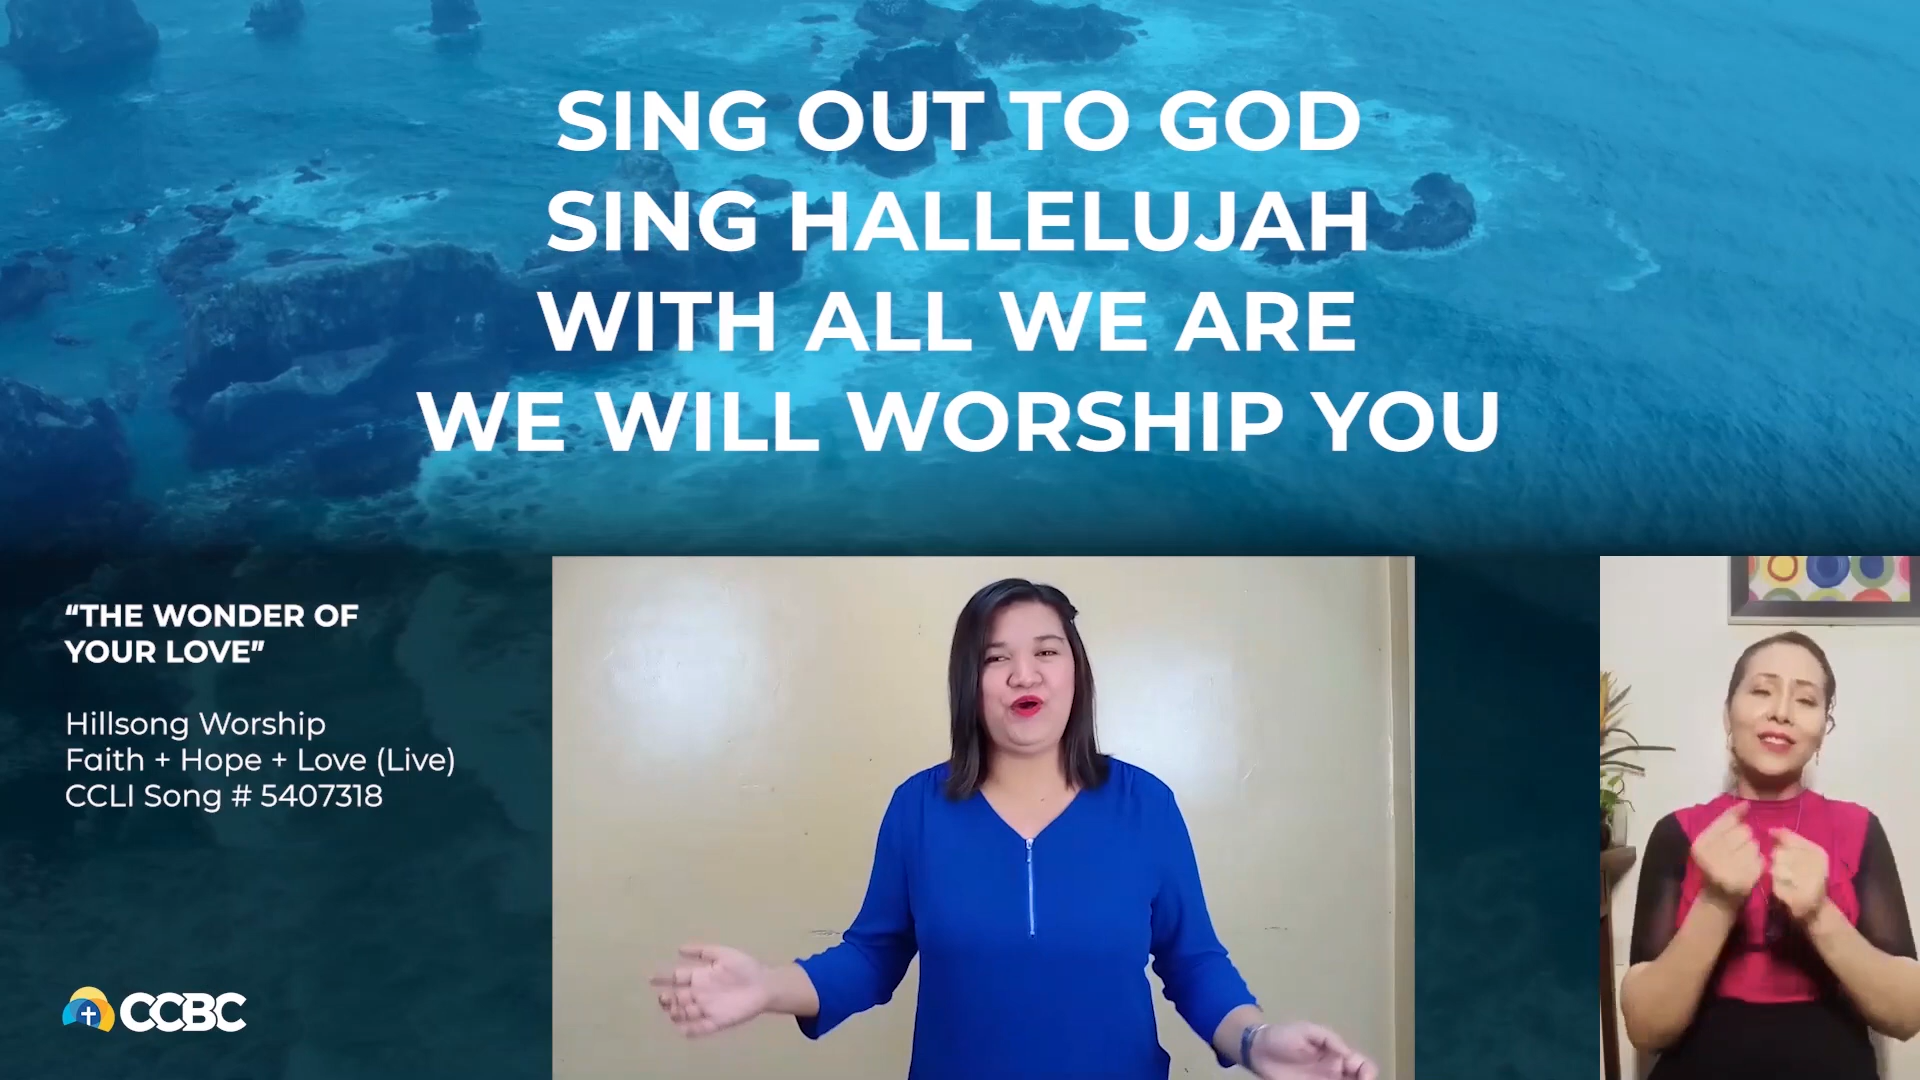 SING OUT TO GOD
SING HALLELUJAH
WITH ALL WE ARE
WE WILL WORSHIP YOU
“THE WONDER OF
YOUR LOVE”
Hillsong Worship
Faith + Hope + Love (Live)
CCLI Song # 5407318
CCBC